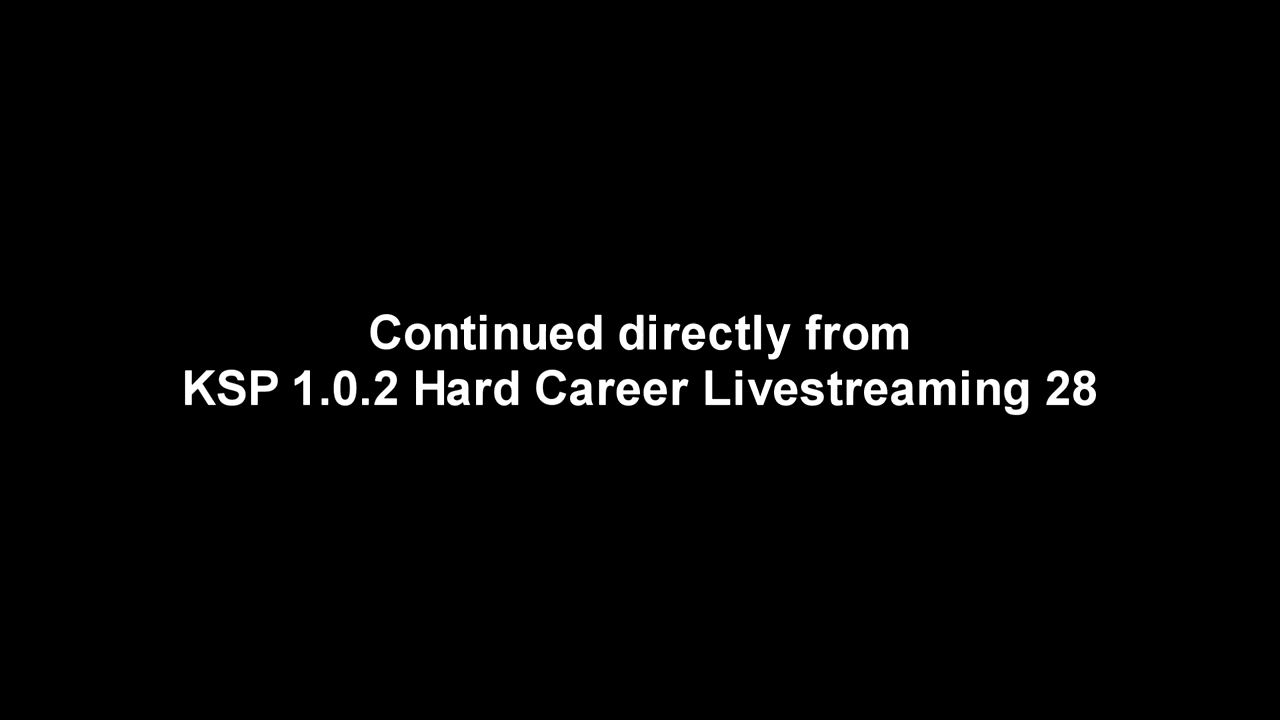 Continued directly from
KSP 1.0.2 Hard Career Livestreaming 28